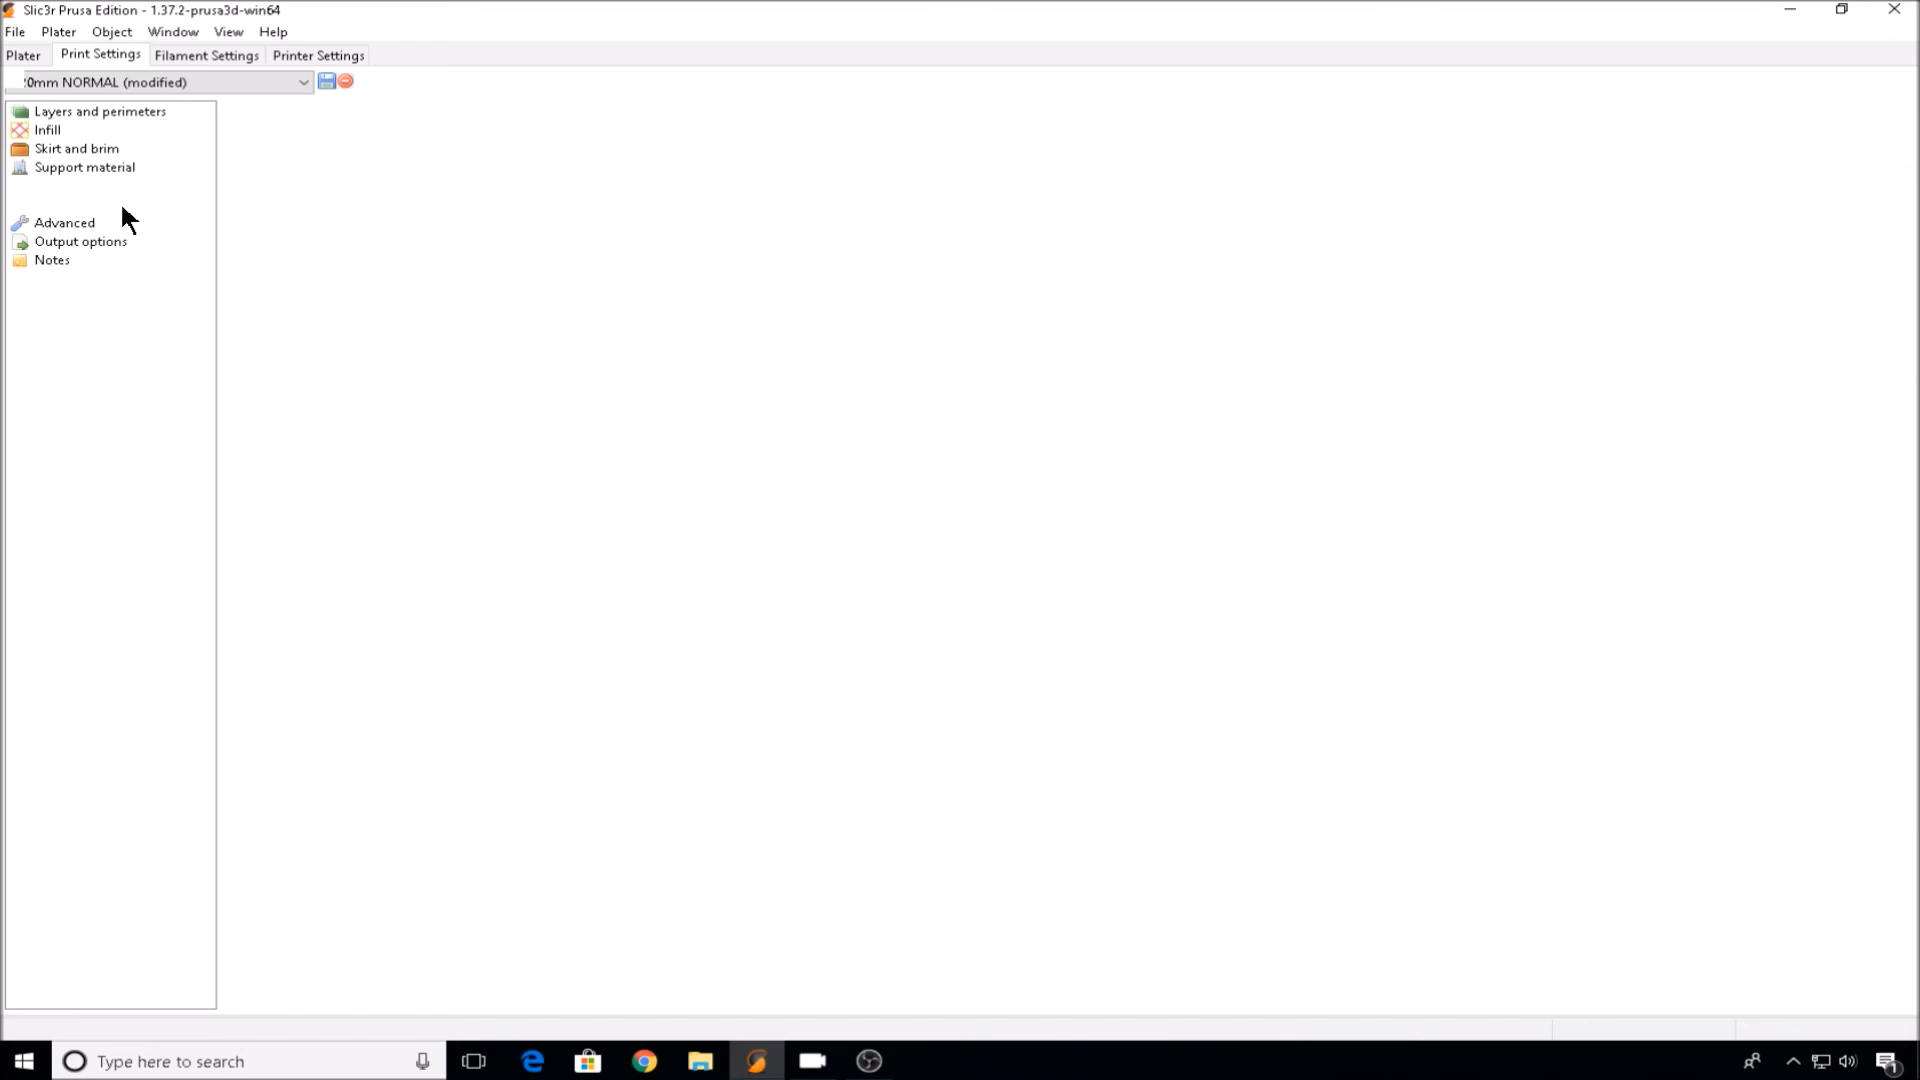 Slic3r Prusa Edition - 1.37.2-prusa3d-win64
File Plater Object Window View Help
Plater Print Settings Filament Settings Printer Settings
0mm NORMAL (modified)
Layers and perimeters
Infill
Skirt and brim
Support material
Advanced
Output options
Notes
Type here to search
1